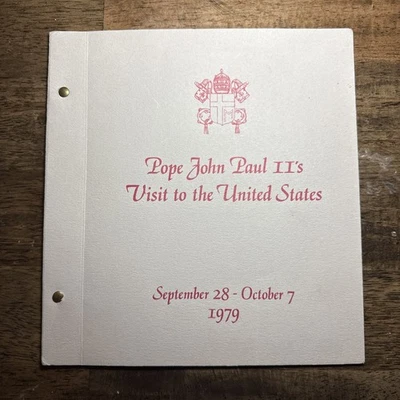 Pope John Paul II's
Visit to the United States
September 28 - October 7
1979